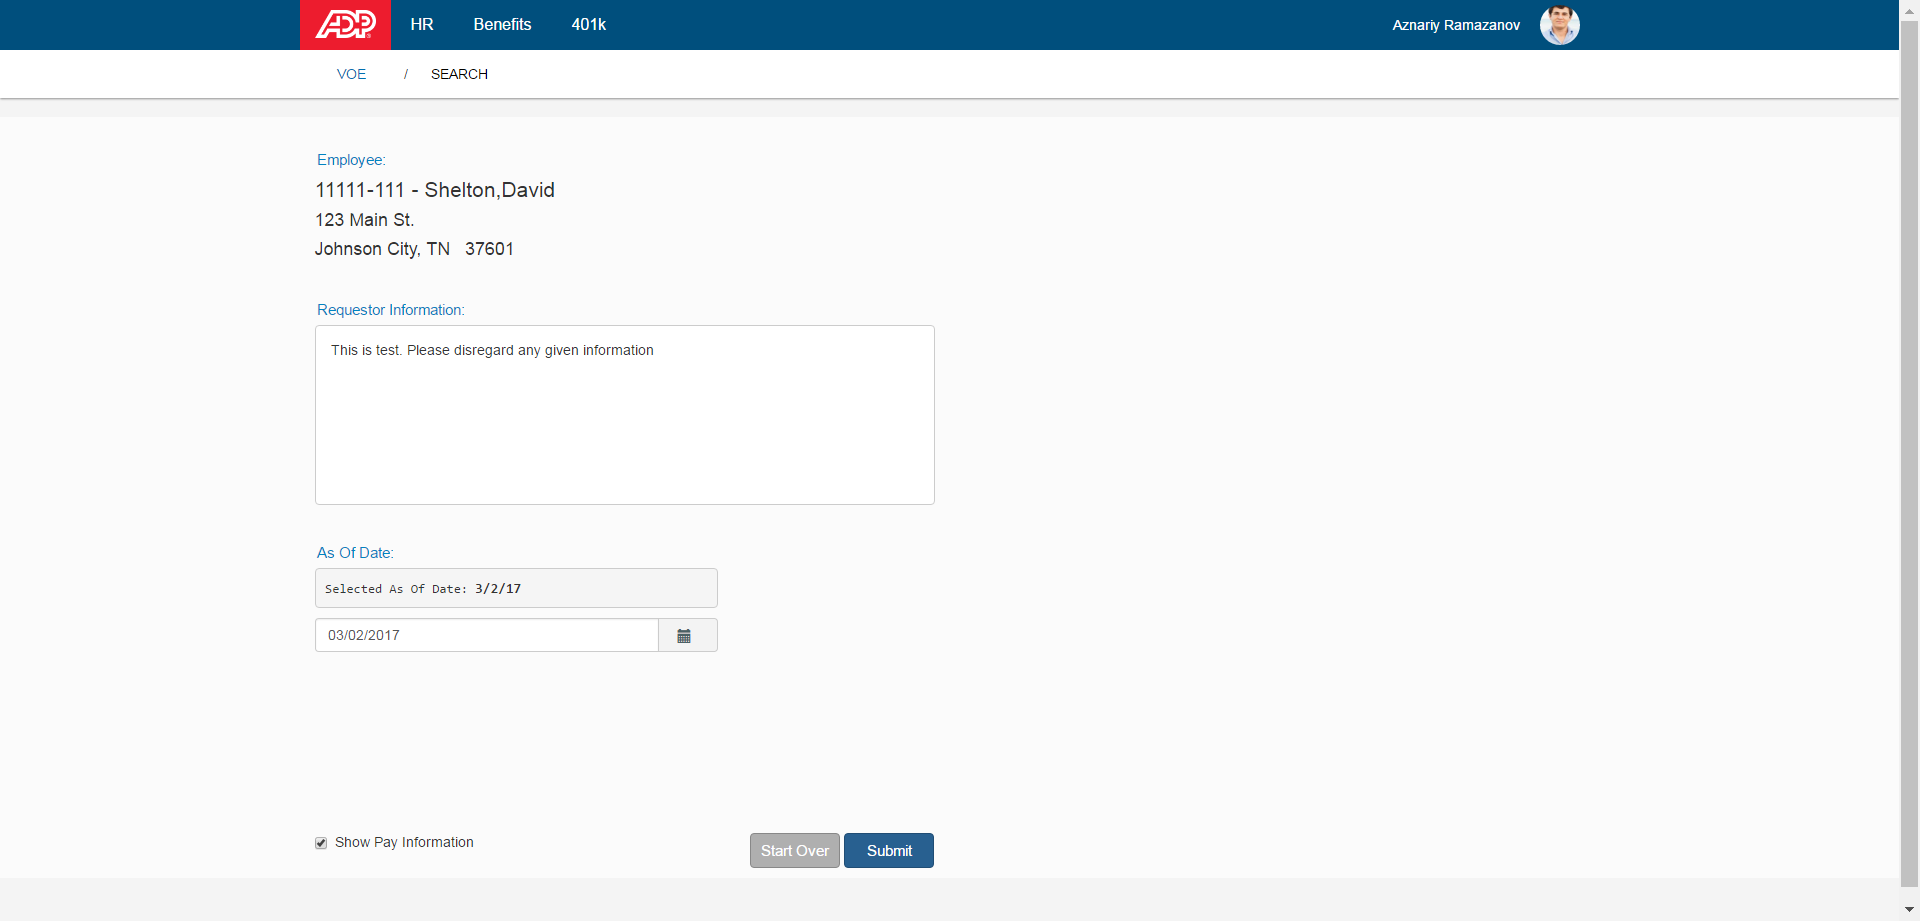 ADP HR Benefits 401k Aznariy Ramazanov
VOE / SEARCH
Employee:
11111-111 - Shelton,David
123 Main St.
Johnson City, TN 37601
Requestor Information:
This is test. Please disregard any given information
As Of Date:
Selected As Of Date: 3/2/17
03/02/2017
Show Pay Information Start Over Submit